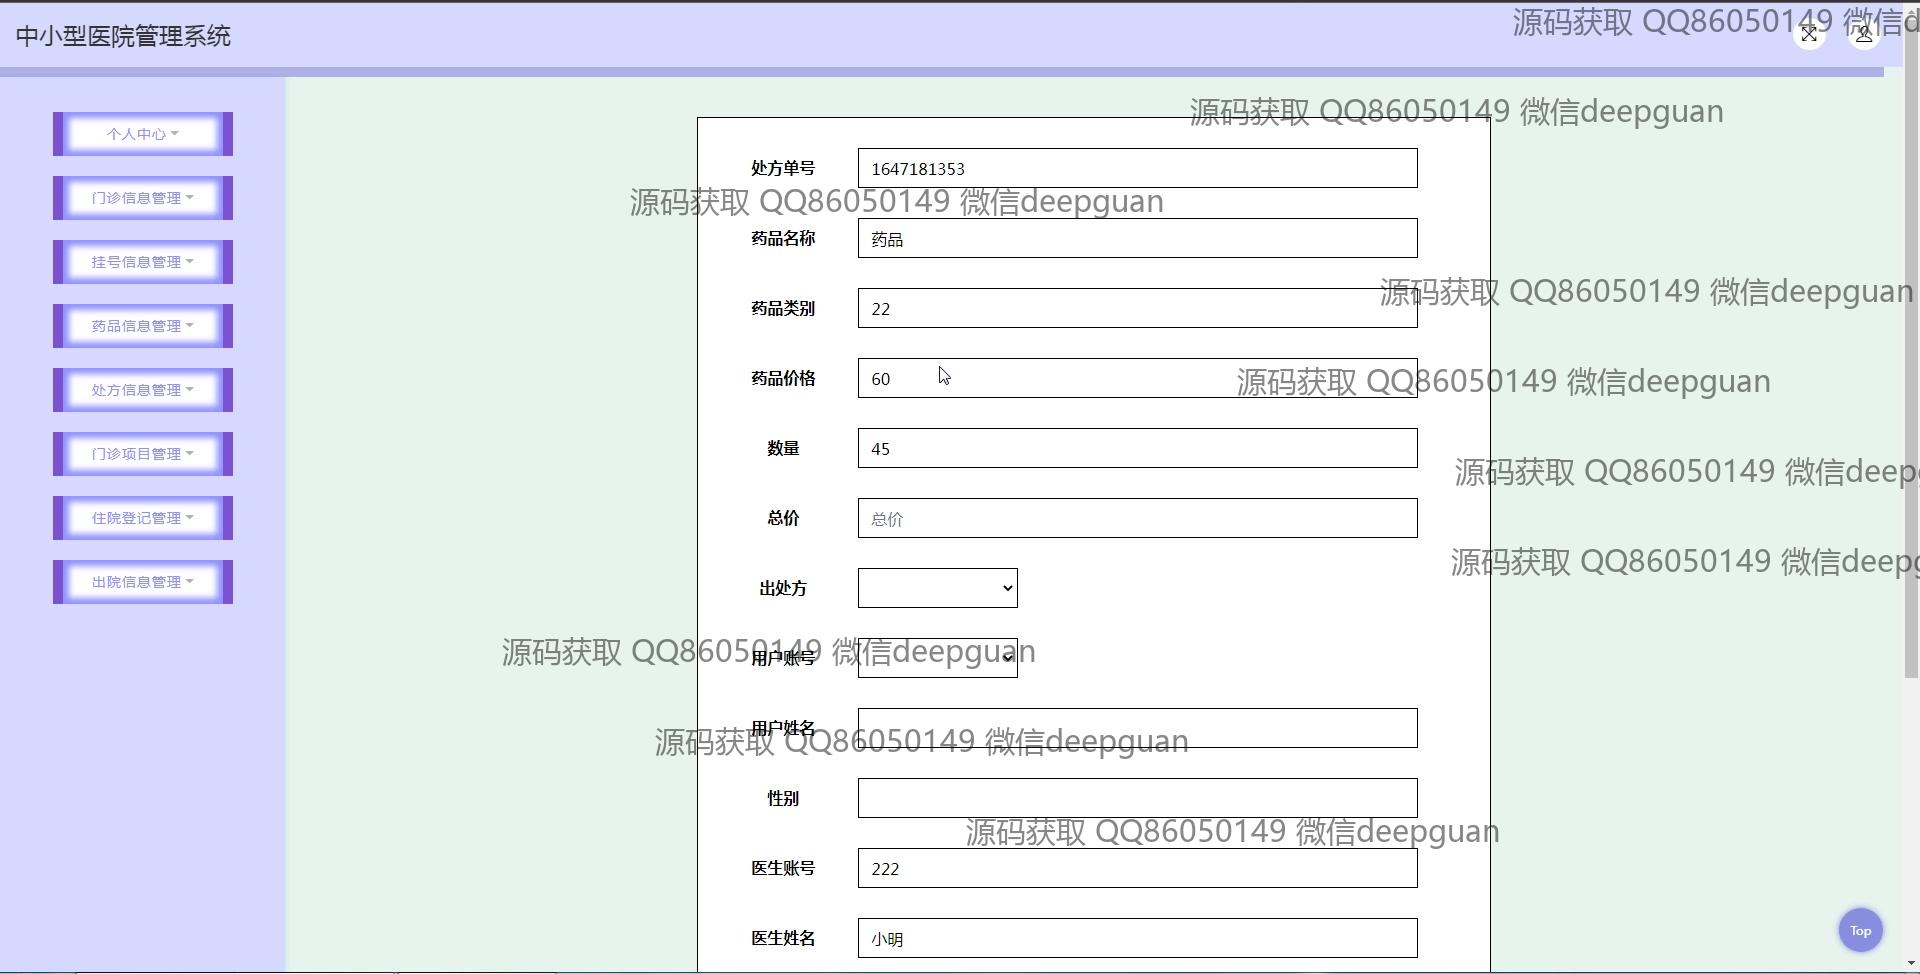 中小型医院管理系统
源码获取 QQ86050149 微信d
个人中心
门诊信息管理
挂号信息管理
药品信息管理
处方信息管理
门诊项目管理
住院登记管理
出院信息管理
源码获取 QQ86050149 微信deepguan
处方单号 1647181353
源码获取 QQ86050149 微信deepguan
药品名称 药品
源码获取 QQ86050149 微信deepguan
药品类别 22
药品价格 60
源码获取 QQ86050149 微信deepguan
数量 45
源码获取 QQ86050149 微信deep
总价 总价
源码获取 QQ86050149 微信deep
出处方
源码获取 QQ86050149 微信deepguan
用户账号
用户姓名
源码获取 QQ86050149 微信deepguan
性别
源码获取 QQ86050149 微信deepguan
医生账号 222
医生姓名 小明
Top